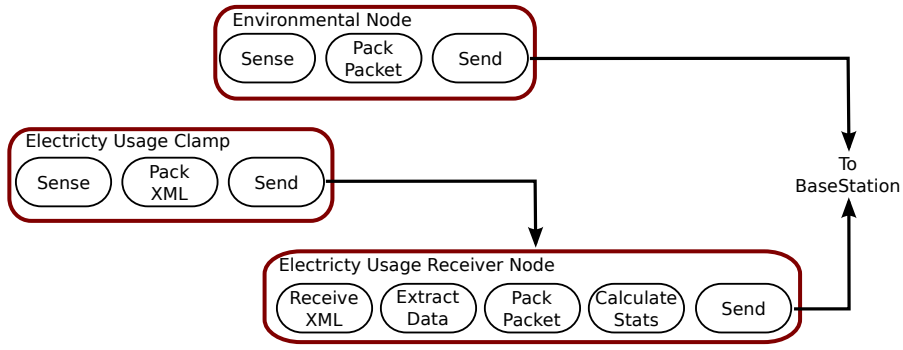 Environmental Node
Sense
Pack
Packet
Send
Electricty Usage Clamp
Sense
Pack
XML
Send
To
BaseStation
Electricty Usage Receiver Node
Receive
XML
Extract
Data
Pack
Packet
Calculate
Stats
Send